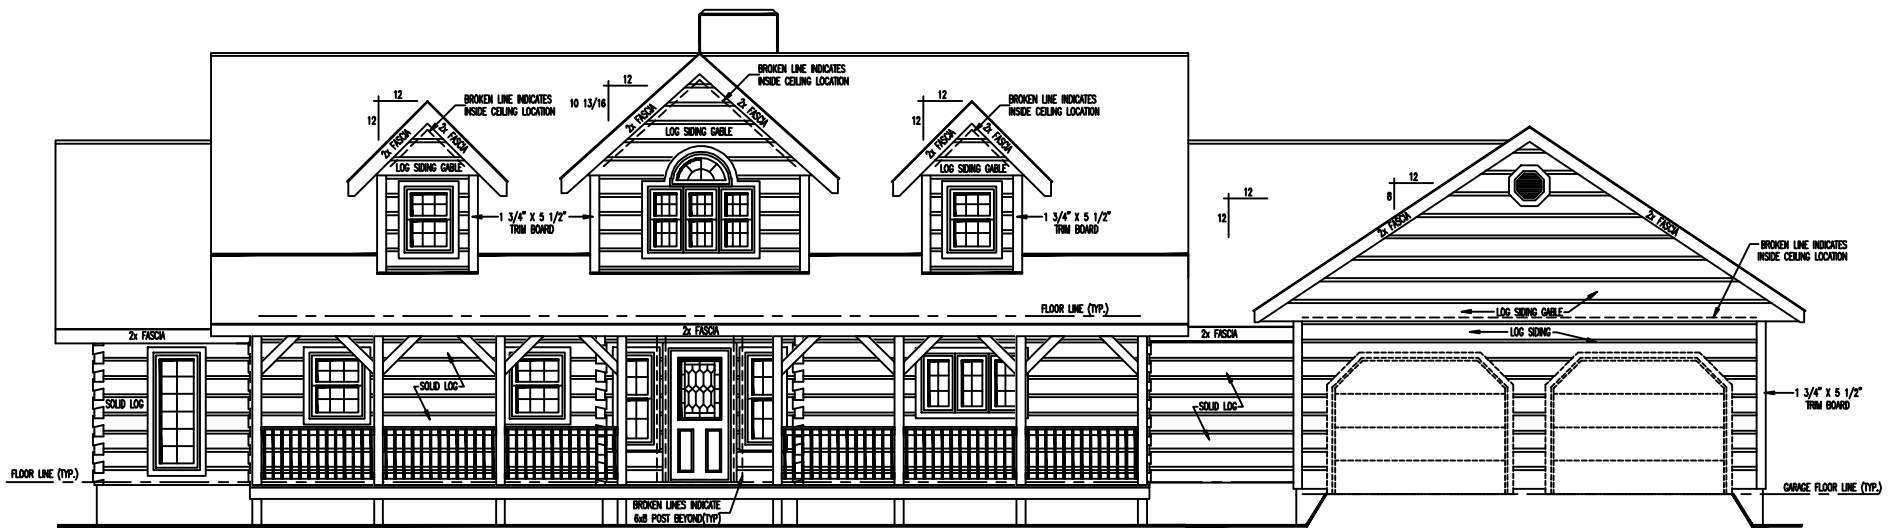 BROKEN LINE INDICATES
INSIDE CEILING LOCATION
12
10 13/16
2x FASCIA
2x FASCIA
LOG SIDING GABLE
12
12
BROKEN LINE INDICATES
INSIDE CEILING LOCATION
2x FASCIA
2x FASCIA
LOG SIDING GABLE
12
12
BROKEN LINE INDICATES
INSIDE CEILING LOCATION
2x FASCIA
2x FASCIA
LOG SIDING GABLE
1 3/4" X 5 1/2"
TRIM BOARD
1 3/4" X 5 1/2"
TRIM BOARD
12
12
12
8
2x FASCIA
2x FASCIA
BROKEN LINE INDICATES
INSIDE CEILING LOCATION
FLOOR LINE (TYP.)
LOG SIDING GABLE
LOG SIDING
2x FASCIA
2x FASCIA
2x FASCIA
SOLID LOG
SOLID LOG
SOLID LOG
1 3/4" X 5 1/2"
TRIM BOARD
FLOOR LINE (TYP.)
GARAGE FLOOR LINE (TYP.)
BROKEN LINES INDICATE
6x8 POST BEYOND(TYP)